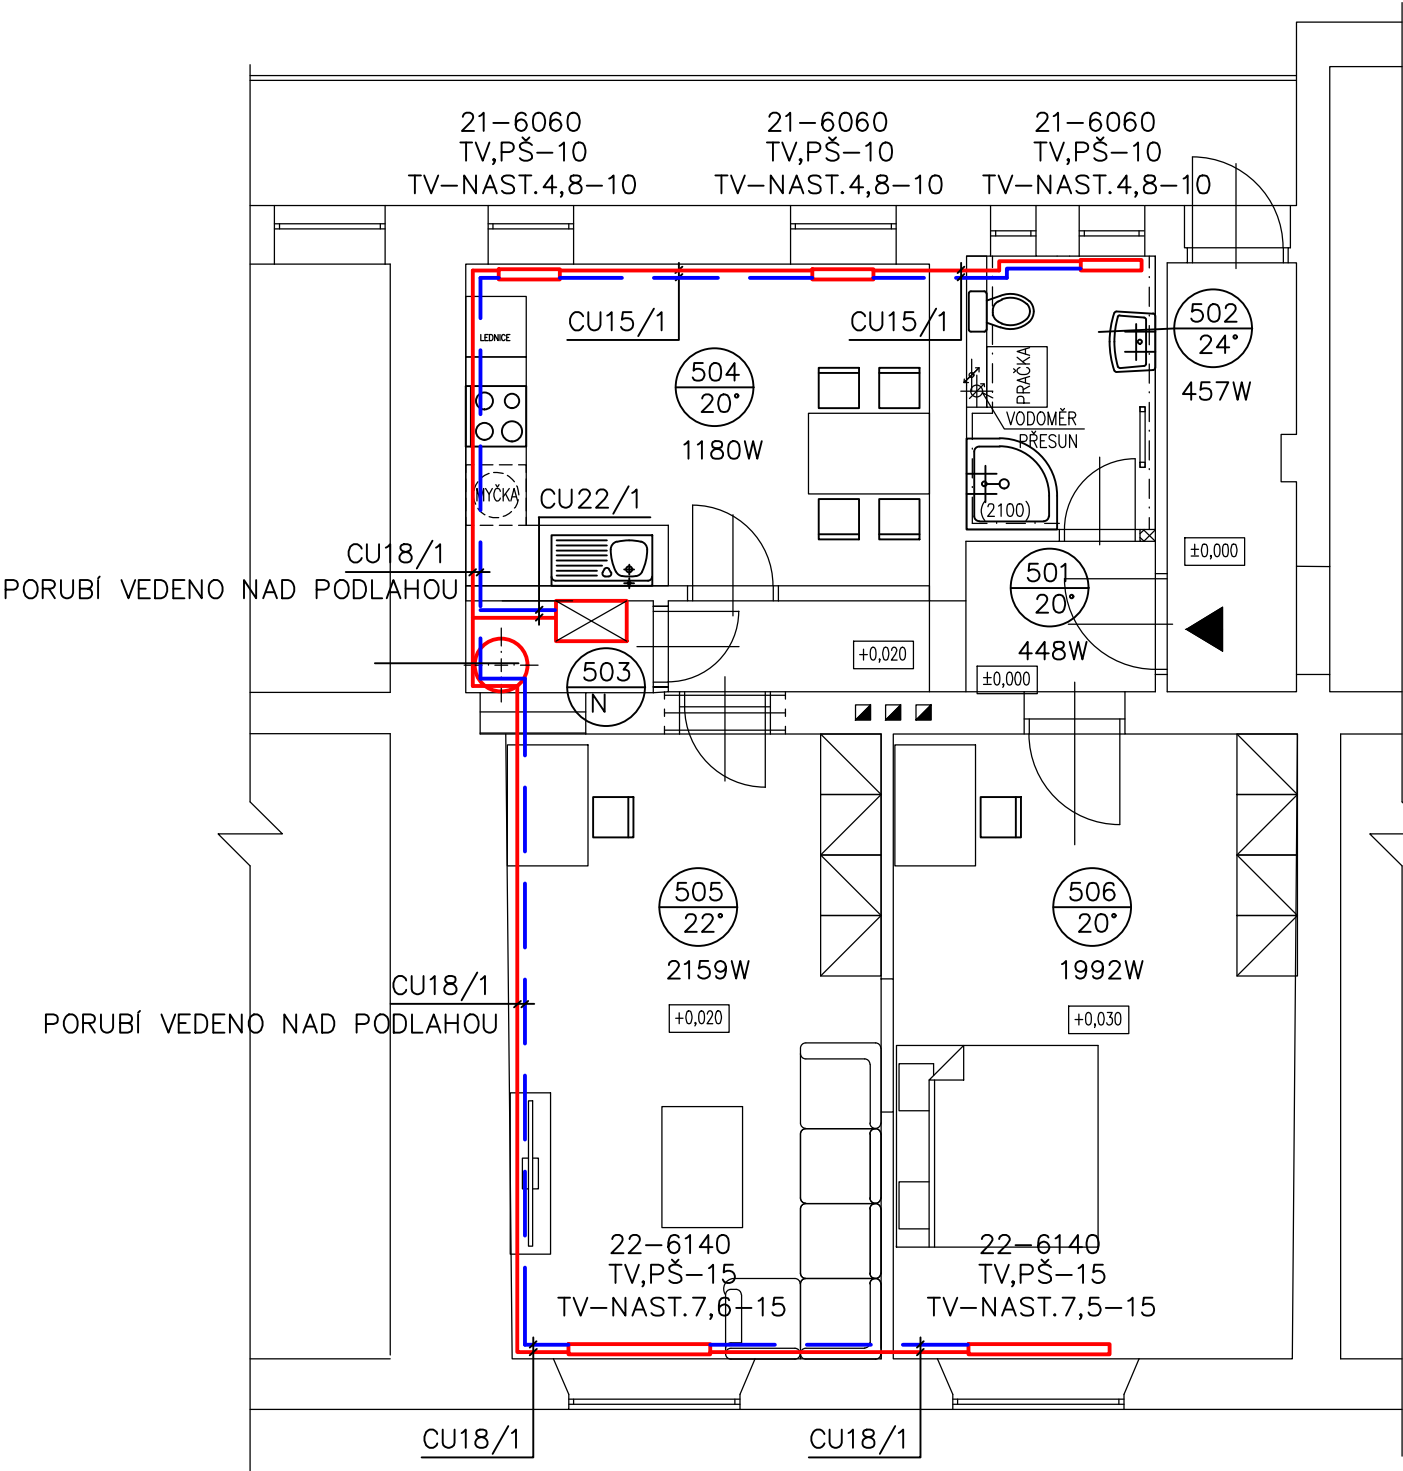 21-6060
TV,PŠ-10
TV-NAST.4,8-10
21-6060
TV,PŠ-10
TV-NAST.4,8-10
21-6060
TV,PŠ-10
TV-NAST.4,8-10
CU15/1
CU15/1
502
24°
457W
LEDNICE
504
20°
1180W
PRAČKA
VODOMĚR
PŘESUN
MYČKA
CU22/1
(2100)
CU18/1
PORUBÍ VEDENO NAD PODLAHOU
±0,000
501
20°
448W
+0,020
±0,000
503
N
505
22°
2159W
+0,020
506
20°
1992W
+0,030
CU18/1
PORUBÍ VEDENO NAD PODLAHOU
22-6140
TV,PŠ-15
TV-NAST.7,6-15
22-6140
TV,PŠ-15
TV-NAST.7,5-15
CU18/1
CU18/1